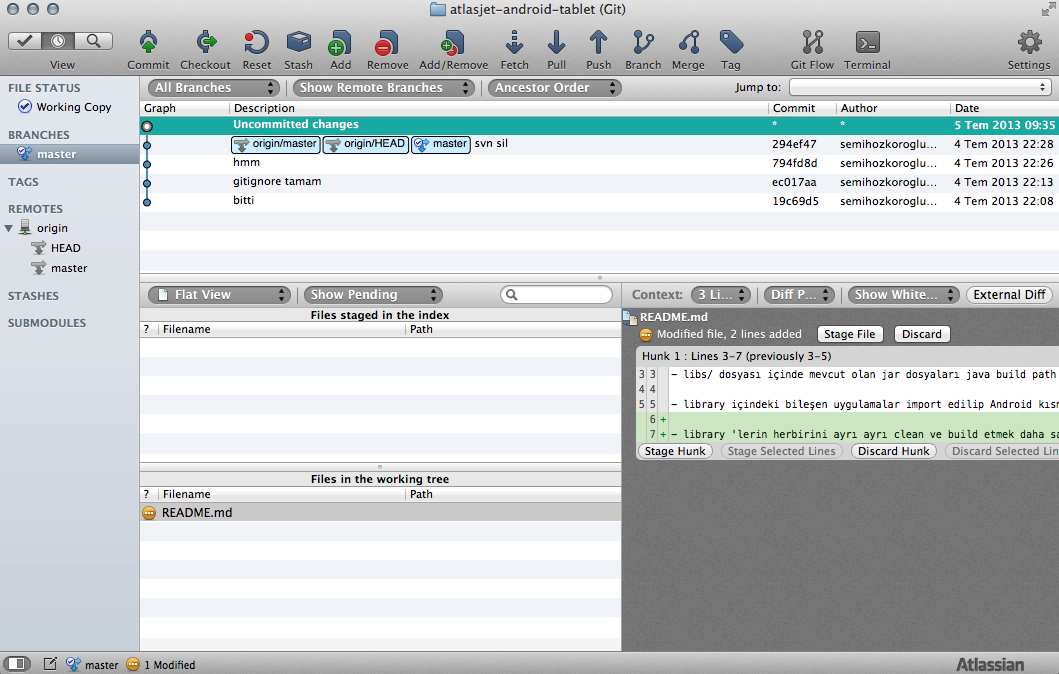 atlasjet-android-tablet (Git)
View Commit Checkout Reset Stash Add Remove Add/Remove Fetch Pull Push Branch Merge Tag Git Flow Terminal Settings
FILE STATUS
Working Copy
BRANCHES
master
TAGS
REMOTES
origin
HEAD
master
STASHES
SUBMODULES
All Branches Show Remote Branches Ancestor Order Jump to:
Graph Description Commit Author Date
Uncommitted changes * * 5 Tem 2013 09:35
origin/master origin/HEAD master svn sil 294ef47 semihozkoroglu... 4 Tem 2013 22:28
hmm 794fd8d semihozkoroglu... 4 Tem 2013 22:26
gitignore tamam ec017aa semihozkoroglu... 4 Tem 2013 22:13
bitti 19c69d5 semihozkoroglu... 4 Tem 2013 22:08
Flat View Show Pending
Files staged in the index
? Filename Path
Files in the working tree
? Filename Path
README.md
Context: 3 Li... Diff P... Show White... External Diff
README.md
Modified file, 2 lines added Stage File Discard
Hunk 1 : Lines 3-7 (previously 3-5)
3 3 - libs/ dosyası içinde mevcut olan jar dosyaları java build path
4 4
5 5 - library içindeki bileşen uygulamalar import edilip Android kısm
6 +
7 +- library 'lerin herbirini ayrı ayrı clean ve build etmek daha sa
Stage Hunk Stage Selected Lines Discard Hunk Discard Selected Lin
master 1 Modified
Atlassian